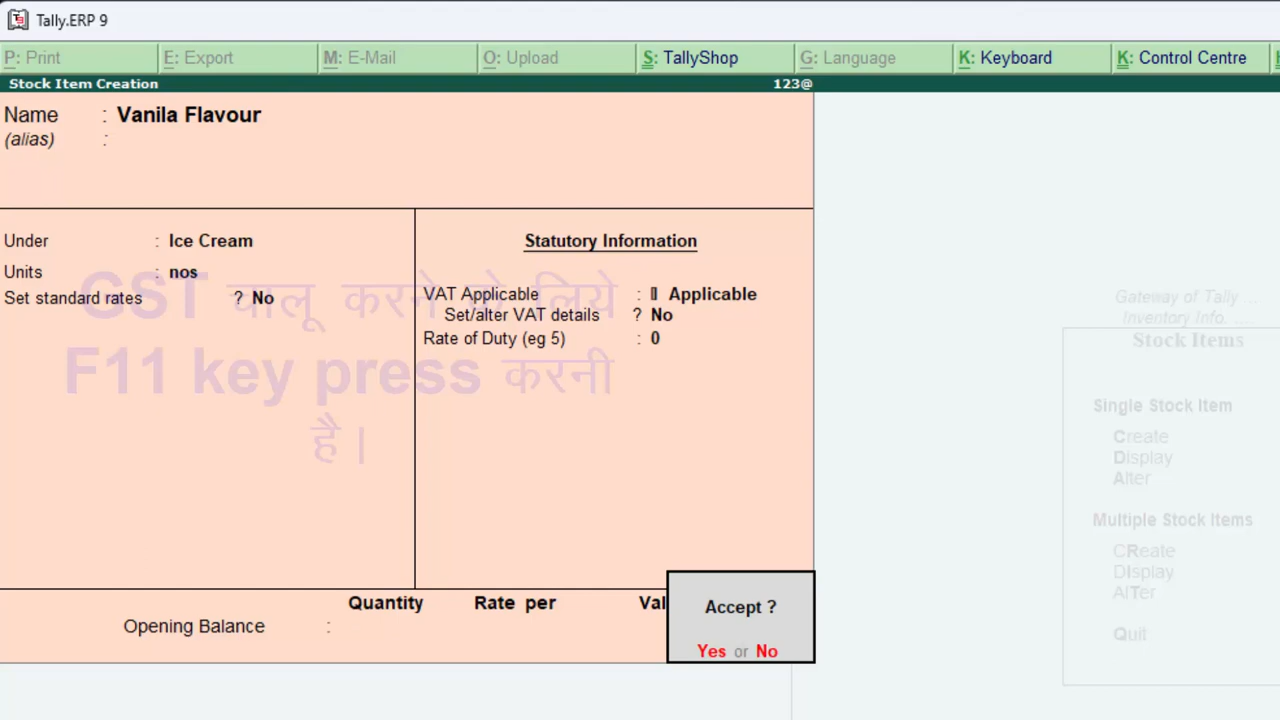 Tally.ERP 9
P: Print E: Export M: E-Mail O: Upload S: TallyShop G: Language K: Keyboard K: Control Centre
Stock Item Creation 123@
Name : Vanila Flavour
(alias) :
Under : Ice Cream
Units : nos
Set standard rates ? No
Statutory Information
VAT Applicable : Applicable
Set/alter VAT details ? No
Rate of Duty (eg 5) : 0
GST चालू करने के लिये
F11 key press करनी
है।
Gateway of Tally ...
Inventory Info. ...
Stock Items
Single Stock Item
Create
Display
Alter
Multiple Stock Items
CReate
DIsplay
AlTer
Quit
Quantity Rate per Val
Opening Balance :
Accept ?
Yes or No